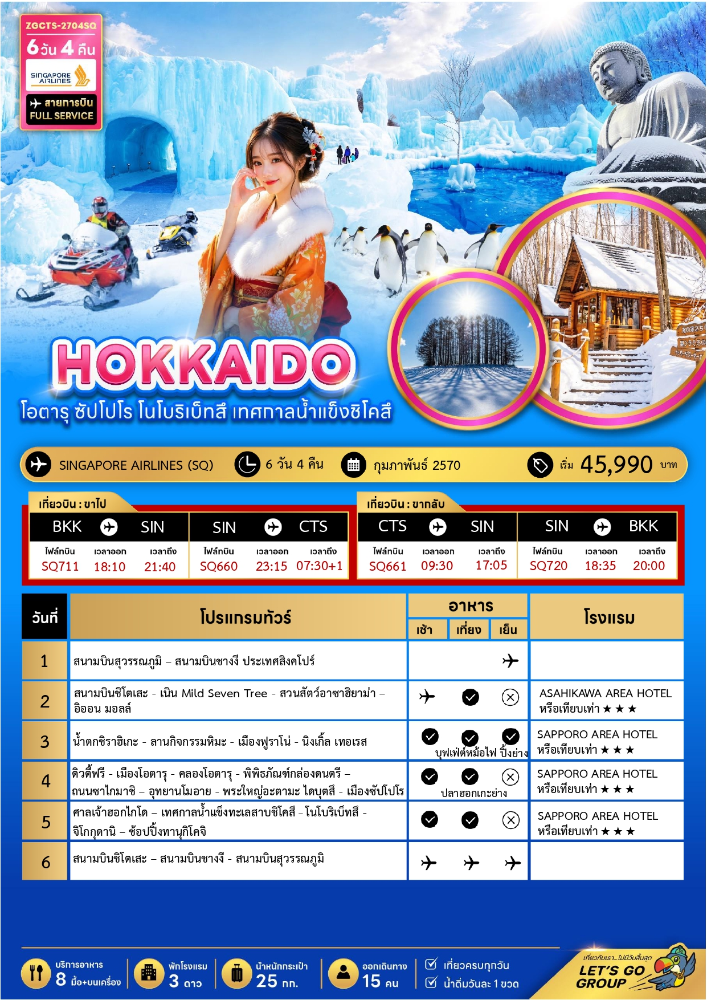 ZGCTS-2704SQ
6 วัน 4 คืน
SINGAPORE
AIRLINES
สายการบิน
FULL SERVICE
HOKKAIDO
โอตารุ ซัปโปโร โนโบริเบ็ทสึ เทศกาลน้ำแข็งชิโคสึ
SINGAPORE AIRLINES (SQ) 6 วัน 4 คืน กุมภาพันธ์ 2570 เริ่ม 45,990 บาท
เที่ยวบิน : ขาไป เที่ยวบิน : ขากลับ
BKK SIN SIN CTS CTS SIN SIN BKK
ไฟล์ทบิน เวลาออก เวลาถึง ไฟล์ทบิน เวลาออก เวลาถึง ไฟล์ทบิน เวลาออก เวลาถึง ไฟล์ทบิน เวลาออก เวลาถึง
SQ711 18:10 21:40 SQ660 23:15 07:30+1 SQ661 09:30 17:05 SQ720 18:35 20:00
วันที่ โปรแกรมทัวร์ อาหาร โรงแรม
เช้า เที่ยง เย็น
1 สนามบินสุวรรณภูมิ – สนามบินชางงี ประเทศสิงคโปร์
2 สนามบินชิโตเสะ - เนิน Mild Seven Tree - สวนสัตว์อาซาฮิยาม่า – ASAHIKAWA AREA HOTEL
อิออน มอลล์ หรือเทียบเท่า ★ ★ ★
3 น้ำตกชิราฮิเกะ - ลานกิจกรรมหิมะ - เมืองฟูราโน่ - นิงเกิ้ล เทอเรส SAPPORO AREA HOTEL
บุฟเฟ่ต์หม้อไฟ ปิ้งย่าง หรือเทียบเท่า ★ ★ ★
4 ดิวตี้ฟรี - เมืองโอตารุ - คลองโอตารุ - พิพิธภัณฑ์กล่องดนตรี – SAPPORO AREA HOTEL
ถนนซาไกมาชิ – อุทยานโมอาย - พระใหญ่อะตามะ ไดบุตสึ - เมืองซัปโปโร ปลาฮอกเกะย่าง หรือเทียบเท่า ★ ★ ★
5 ศาลเจ้าฮอกไกโด – เทศกาลน้ำแข็งทะเลสาบชิโคสึ – โนโบริเบ็ทสึ - SAPPORO AREA HOTEL
จิโกกุดานิ – ช้อปปิ้งทานุกิโคจิ หรือเทียบเท่า ★ ★ ★
6 สนามบินชิโตเสะ – สนามบินชางงี - สนามบินสุวรรณภูมิ
บริการอาหาร
8 มื้อ+บนเครื่อง
พักโรงแรม
3 ดาว
น้ำหนักกระเป๋า
25 กก.
ออกเดินทาง
15 คน
เที่ยวครบทุกวัน
น้ำดื่มวันละ 1 ขวด
เที่ยวกับเรา...ไม่มีวันสิ้นสุด
LET'S GO
GROUP